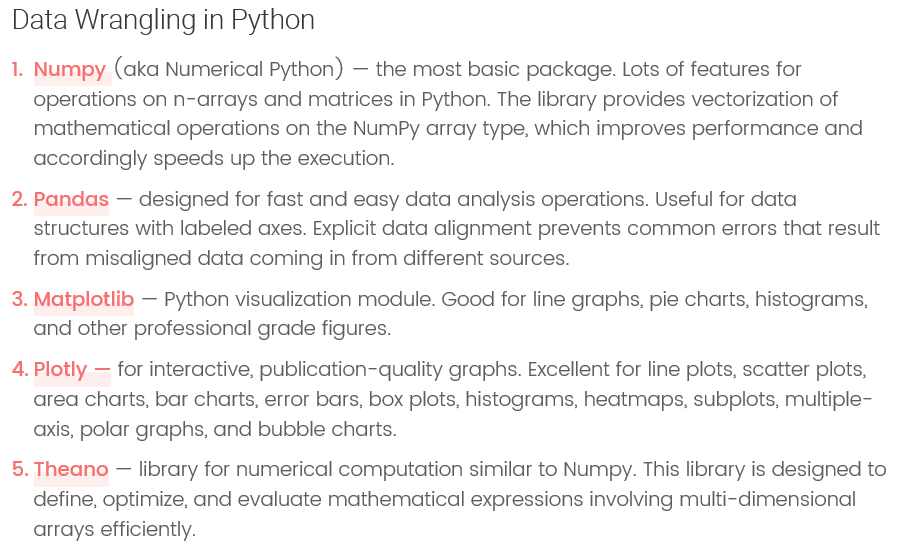 Data Wrangling in Python
1. Numpy (aka Numerical Python) — the most basic package. Lots of features for
operations on n-arrays and matrices in Python. The library provides vectorization of
mathematical operations on the NumPy array type, which improves performance and
accordingly speeds up the execution.
2. Pandas — designed for fast and easy data analysis operations. Useful for data
structures with labeled axes. Explicit data alignment prevents common errors that result
from misaligned data coming in from different sources.
3. Matplotlib — Python visualization module. Good for line graphs, pie charts, histograms,
and other professional grade figures.
4. Plotly — for interactive, publication-quality graphs. Excellent for line plots, scatter plots,
area charts, bar charts, error bars, box plots, histograms, heatmaps, subplots, multiple-
axis, polar graphs, and bubble charts.
5. Theano — library for numerical computation similar to Numpy. This library is designed to
define, optimize, and evaluate mathematical expressions involving multi-dimensional
arrays efficiently.